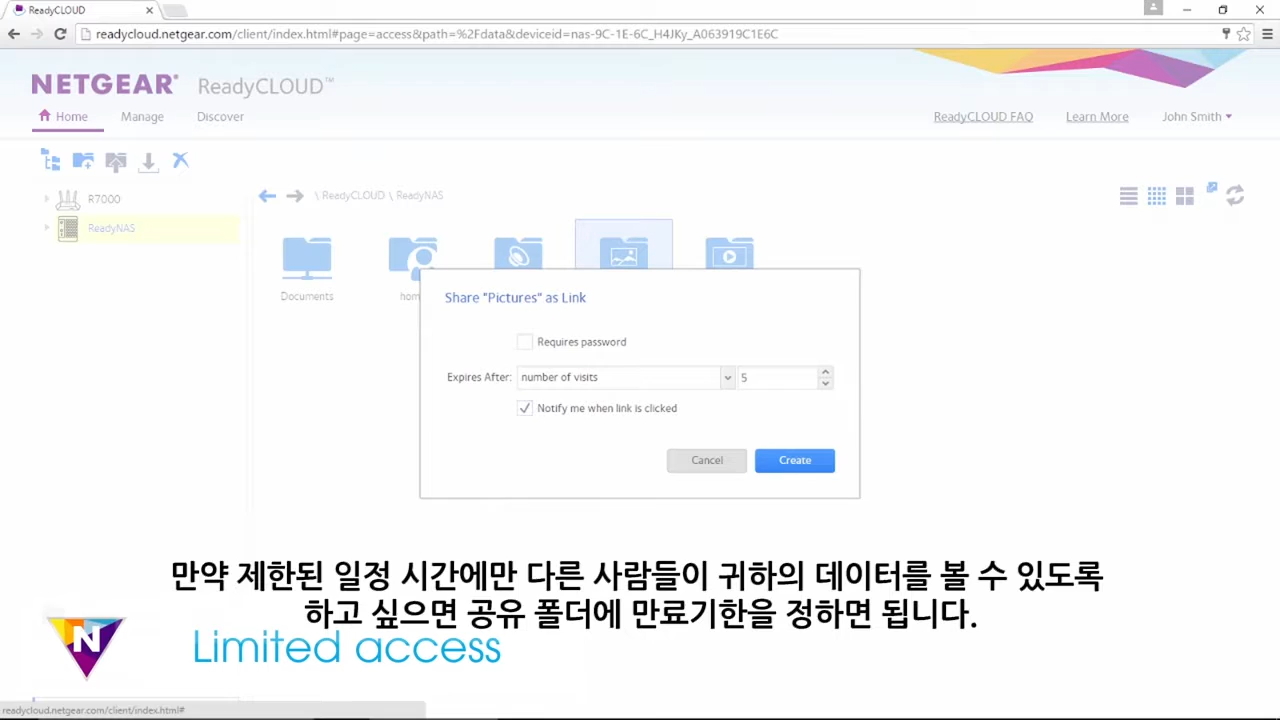 ReadyCLOUD
readycloud.netgear.com/client/index.html#page=access&path=%2Fdata&deviceid=nas-9C-1E-6C_H4JKy_A063919C1E6C
NETGEAR® ReadyCLOUD™
Home Manage Discover
ReadyCLOUD FAQ Learn More John Smith
R7000
ReadyNAS
\ ReadyCLOUD \ ReadyNAS
Documents
hom
Share "Pictures" as Link
Requires password
Expires After: number of visits 5
Notify me when link is clicked
Cancel Create
만약 제한된 일정 시간에만 다른 사람들이 귀하의 데이터를 볼 수 있도록
하고 싶으면 공유 폴더에 만료기한을 정하면 됩니다.
N
Limited access
readycloud.netgear.com/client/index.html#